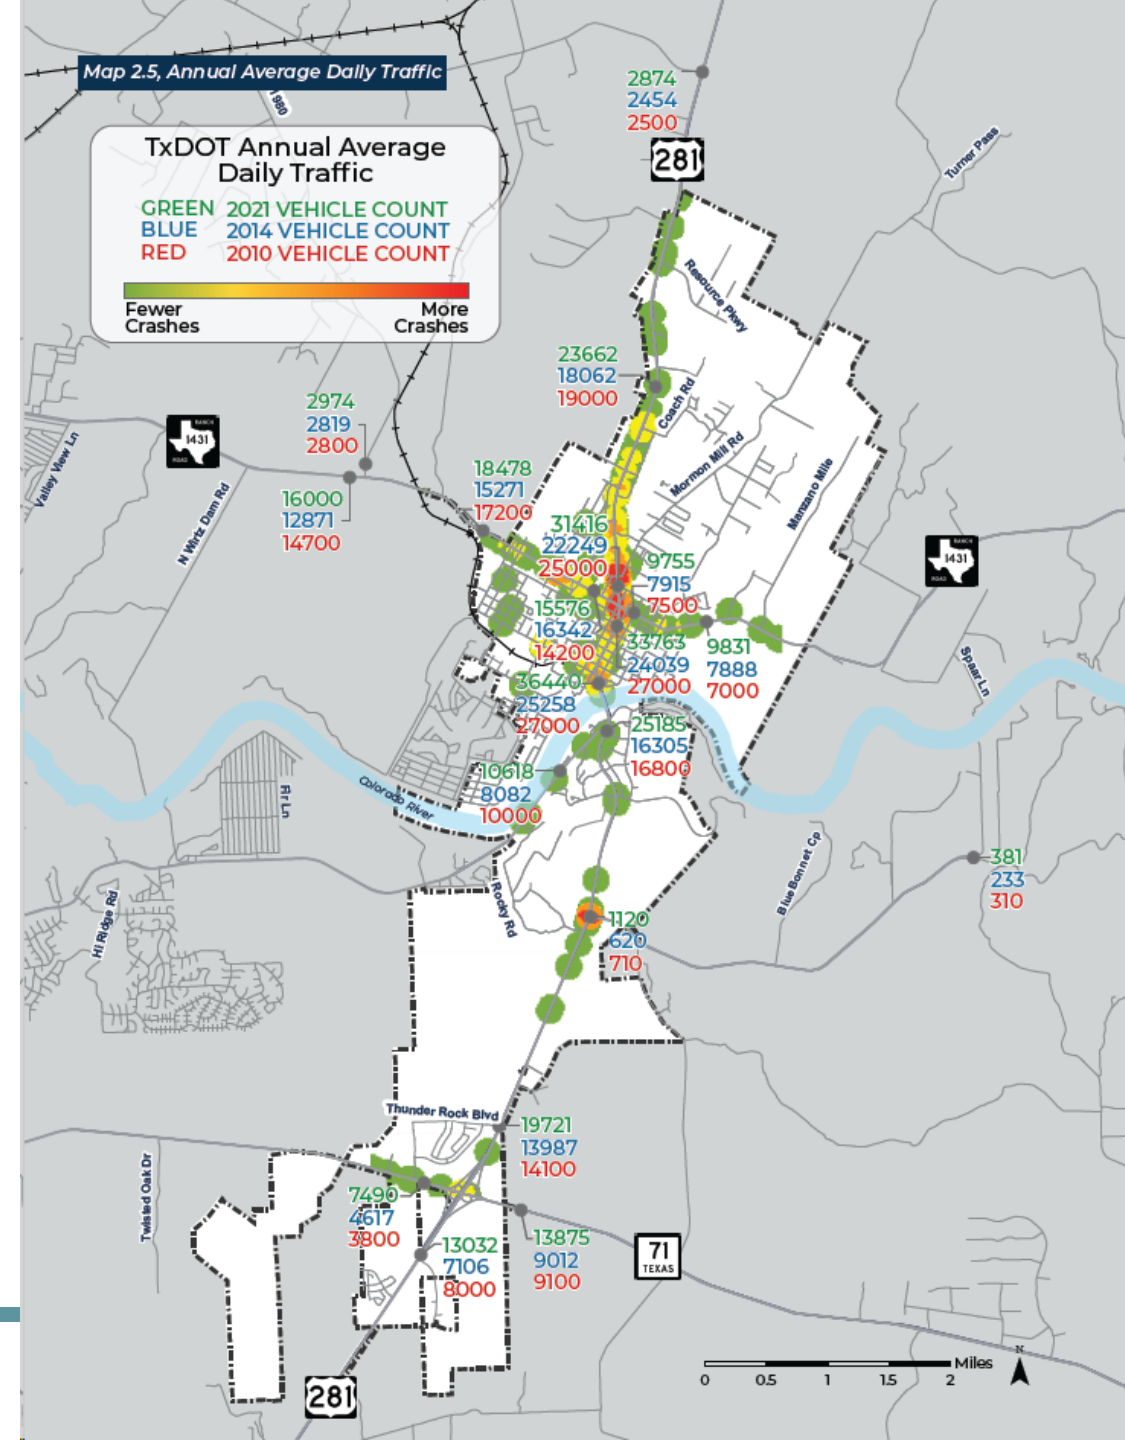 Map 2.5, Annual Average Daily Traffic
1980
TxDOT Annual Average
Daily Traffic
GREEN 2021 VEHICLE COUNT
BLUE 2014 VEHICLE COUNT
RED 2010 VEHICLE COUNT
Fewer
Crashes
More
Crashes
2874
2454
2500
281
Turner Pass
Resource Pkwy
23662
18062
19000
Coach Rd
Mormon Mill Rd
Manzano Mile
2974
2819
2800
RANCH
1431
ROAD
Valley View Ln
N Wirtz Dam Rd
16000
12871
14700
18478
15271
17200
31416
22249
25000
9755
7915
7500
RANCH
1431
ROAD
15576
16342
14200
33763
24039
27000
9831
7888
7000
Spaar Ln
36440
25258
27000
25185
16305
16800
10618
8082
10000
Colorado River
Fir Ln
Hi Ridge Rd
Rocky Rd
BlueBonnet Cp
381
233
310
1120
620
710
Thunder Rock Blvd
19721
13987
14100
Twisted Oak Dr
7490
4617
3800
13032
7106
8000
13875
9012
9100
71
TEXAS
281
N
Miles
0 0.5 1 1.5 2